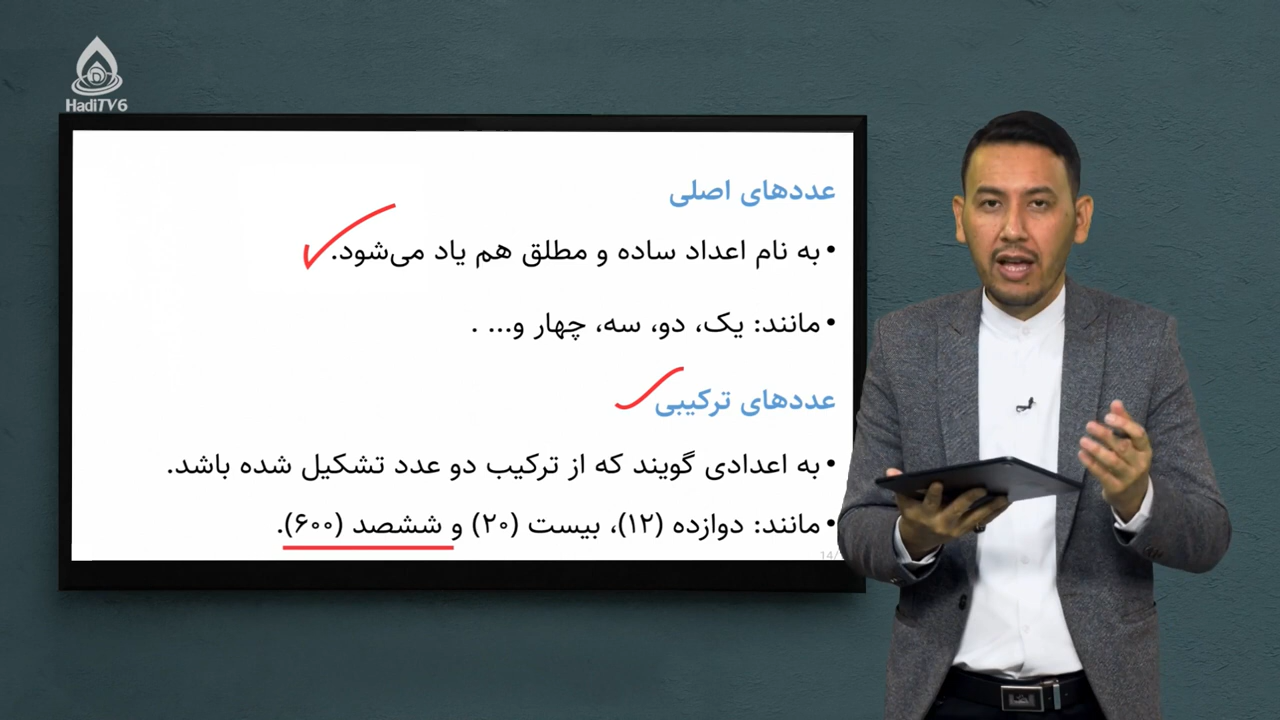 HadiTV6
عددهای اصلی
• به نام اعداد ساده و مطلق هم یاد می‌شود.
• مانند: یک، دو، سه، چهار و... .
عددهای ترکیبی
• به اعدادی گویند که از ترکیب دو عدد تشکیل شده باشد.
• مانند: دوازده (۱۲)، بیست (۲۰) و ششصد (۶۰۰).
14/